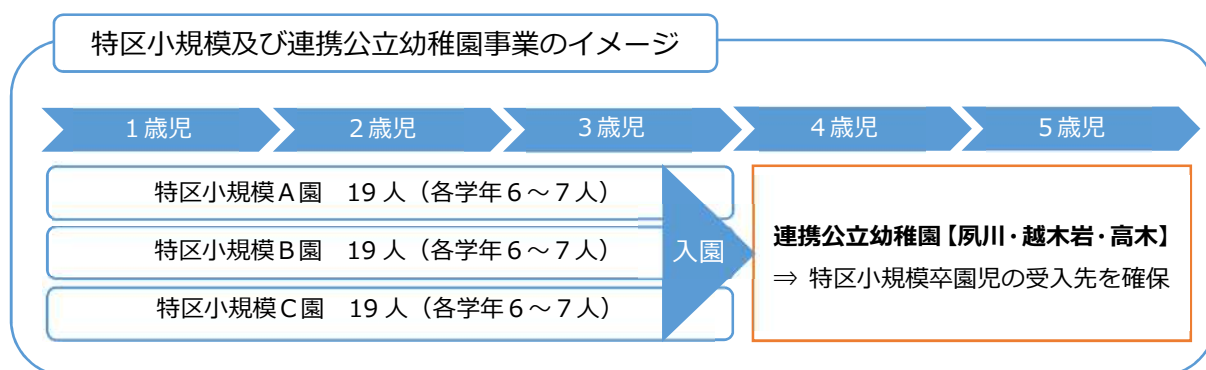 特区小規模及び連携公立幼稚園事業のイメージ
1歳児 2歳児 3歳児 4歳児 5歳児
特区小規模A園 19人（各学年6～7人）
特区小規模B園 19人（各学年6～7人）
特区小規模C園 19人（各学年6～7人）
入園
連携公立幼稚園【夙川・越木岩・高木】
⇒ 特区小規模卒園児の受入先を確保